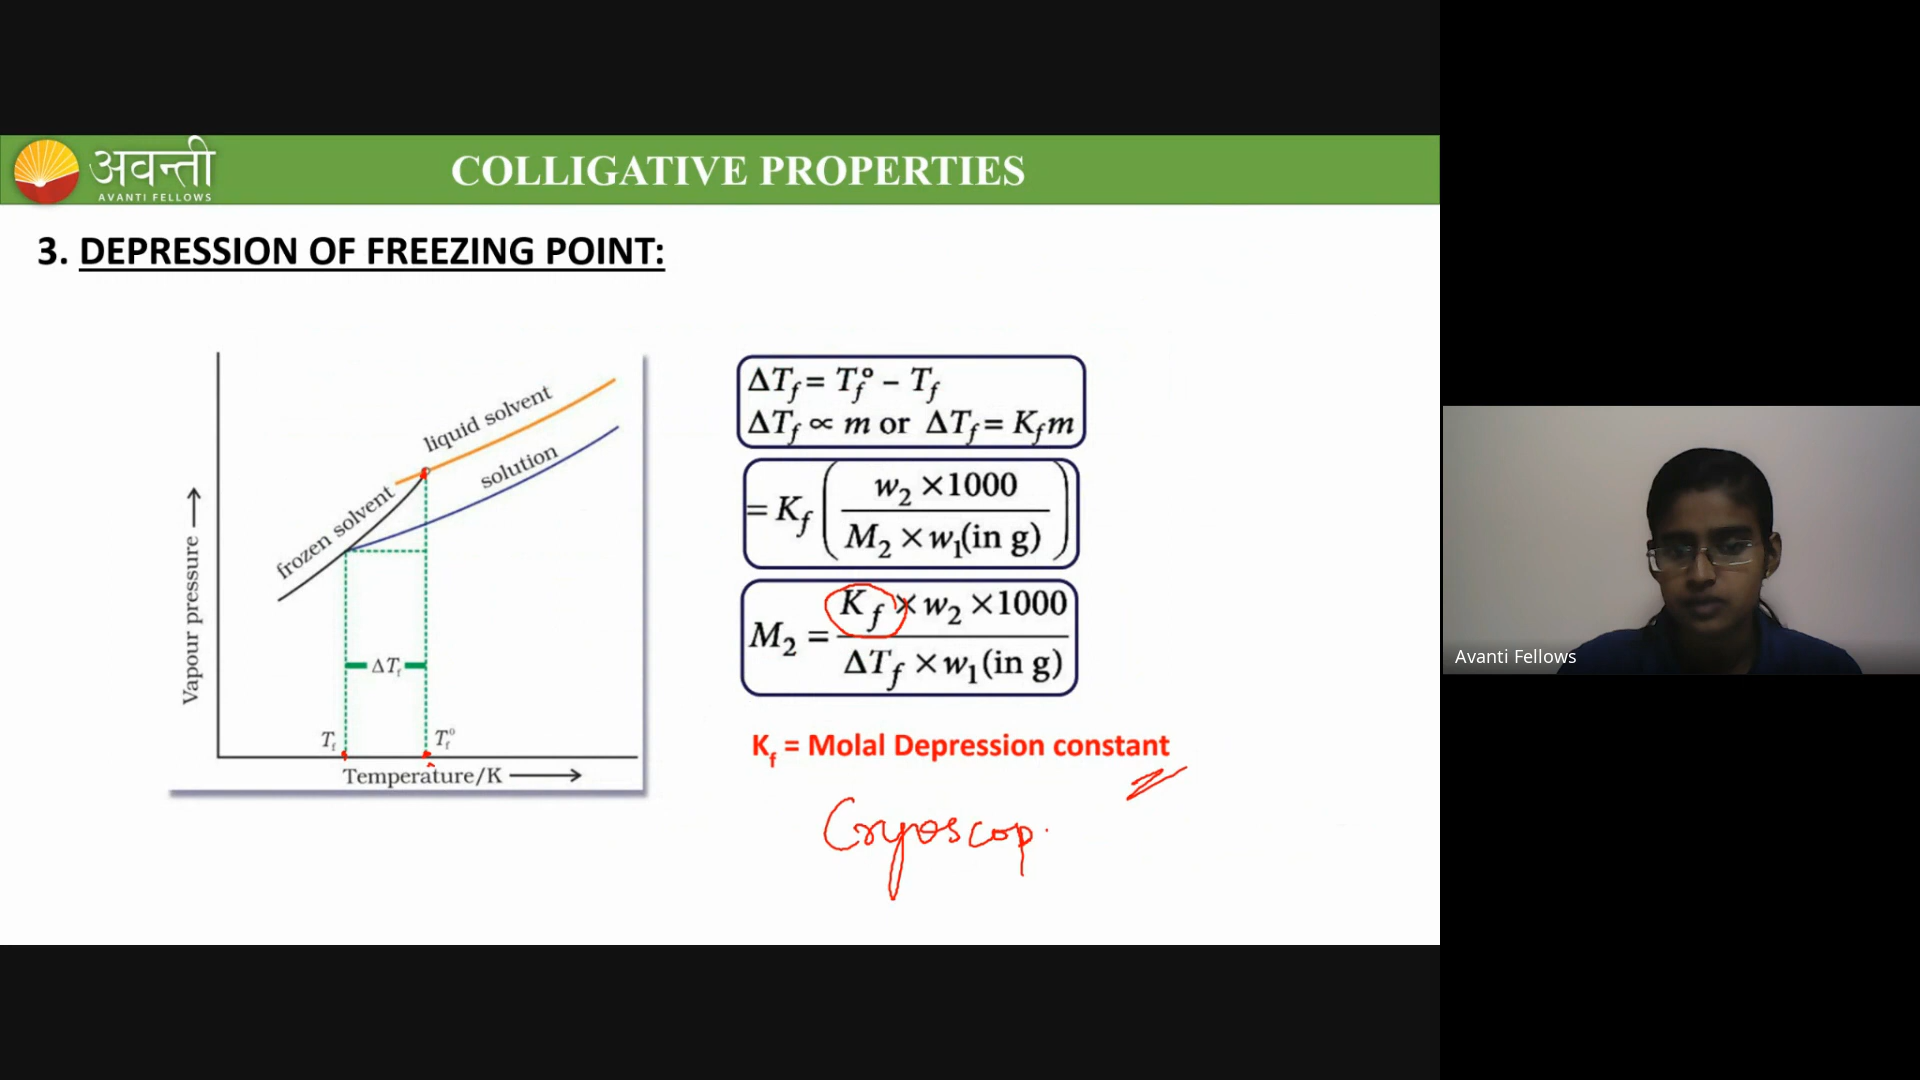 अवन्ती
AVANTI FELLOWS
COLLIGATIVE PROPERTIES
3. DEPRESSION OF FREEZING POINT:
liquid solvent
solution
frozen solvent
Vapour pressure →
ΔTf
Tf
Tf°
Temperature/K →
ΔTf = Tf° – Tf
ΔTf ∝ m or ΔTf = Kf m
= Kf ( w2 × 1000 / M2 × w1 (in g) )
M2 = Kf × w2 × 1000 / ΔTf × w1 (in g)
Kf = Molal Depression constant
Cryoscop.
Avanti Fellows